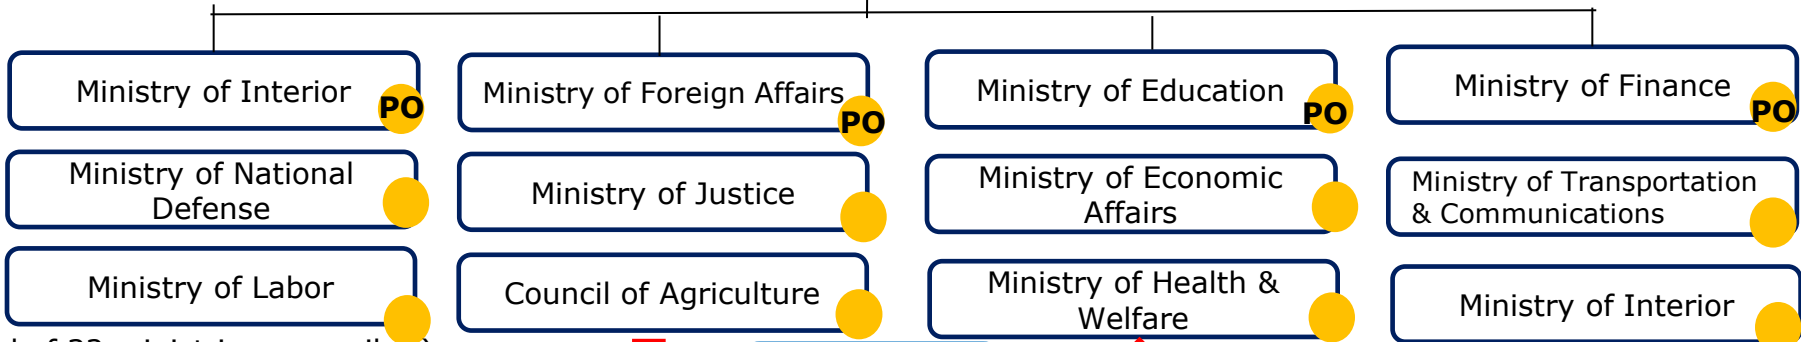 Ministry of Interior
PO
Ministry of Foreign Affairs
PO
Ministry of Education
PO
Ministry of Finance
PO
Ministry of National
Defense
Ministry of Justice
Ministry of Economic
Affairs
Ministry of Transportation
& Communications
Ministry of Labor
Council of Agriculture
Ministry of Health &
Welfare
Ministry of Interior